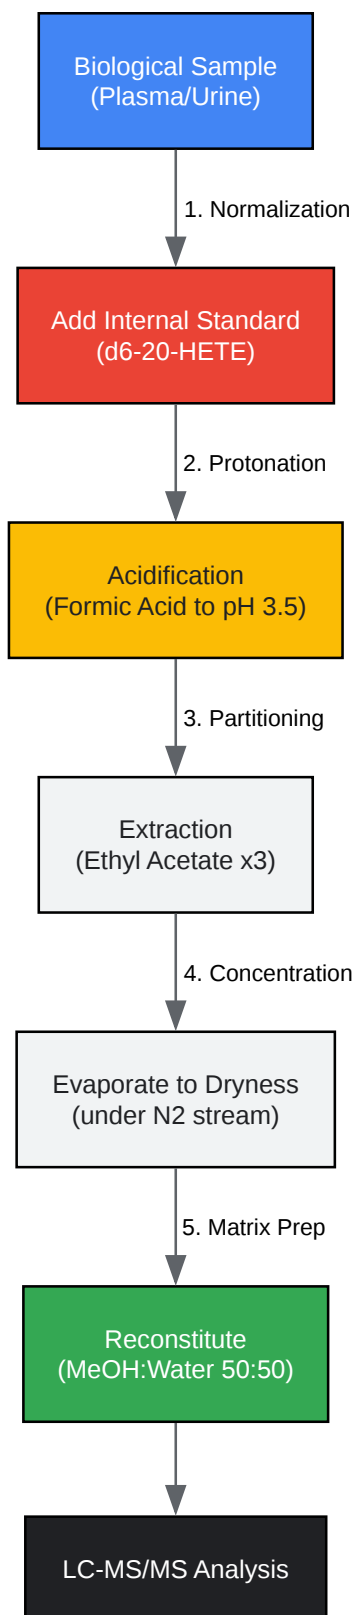 Biological Sample
(Plasma/Urine)
1. Normalization
Add Internal Standard
(d6-20-HETE)
2. Protonation
Acidification
(Formic Acid to pH 3.5)
3. Partitioning
Extraction
(Ethyl Acetate x3)
4. Concentration
Evaporate to Dryness
(under N2 stream)
5. Matrix Prep
Reconstitute
(MeOH:Water 50:50)
LC-MS/MS Analysis